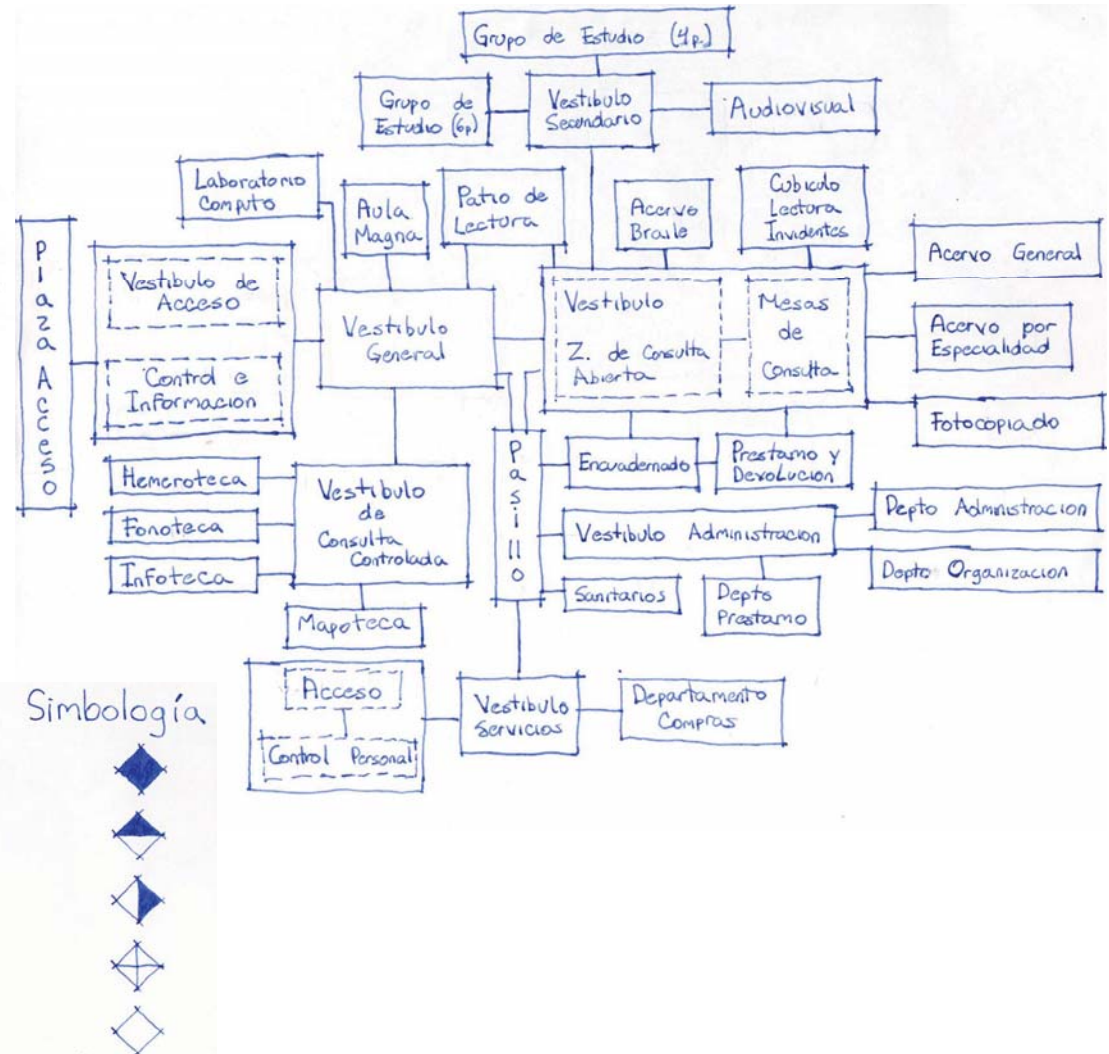 Grupo de Estudio (4p.)
Grupo de
Estudio (6p)
Vestibulo
Secundario
Audiovisual
Laboratorio
Computo
Aula
Magna
Patio de
Lectura
Acervo
Braile
Cubiculo
Lectura
Invidentes
Plaza Acceso
Vestibulo de
Acceso
Control e
Informacion
Vestibulo
General
Vestibulo
Z. de Consulta
Abierta
Mesas
de
Consulta
Acervo General
Acervo por
Especialidad
Fotocopiado
Hemeroteca
Fonoteca
Infoteca
Vestibulo
de
Consulta
Controlada
Mapoteca
Pasillo
Encuadernado
Prestamo y
Devolucion
Vestibulo Administracion
Depto Administracion
Depto Organizacion
Sanitarios
Depto
Prestamo
Acceso
Control Personal
Vestibulo
Servicios
Departamento
Compras
Simbología